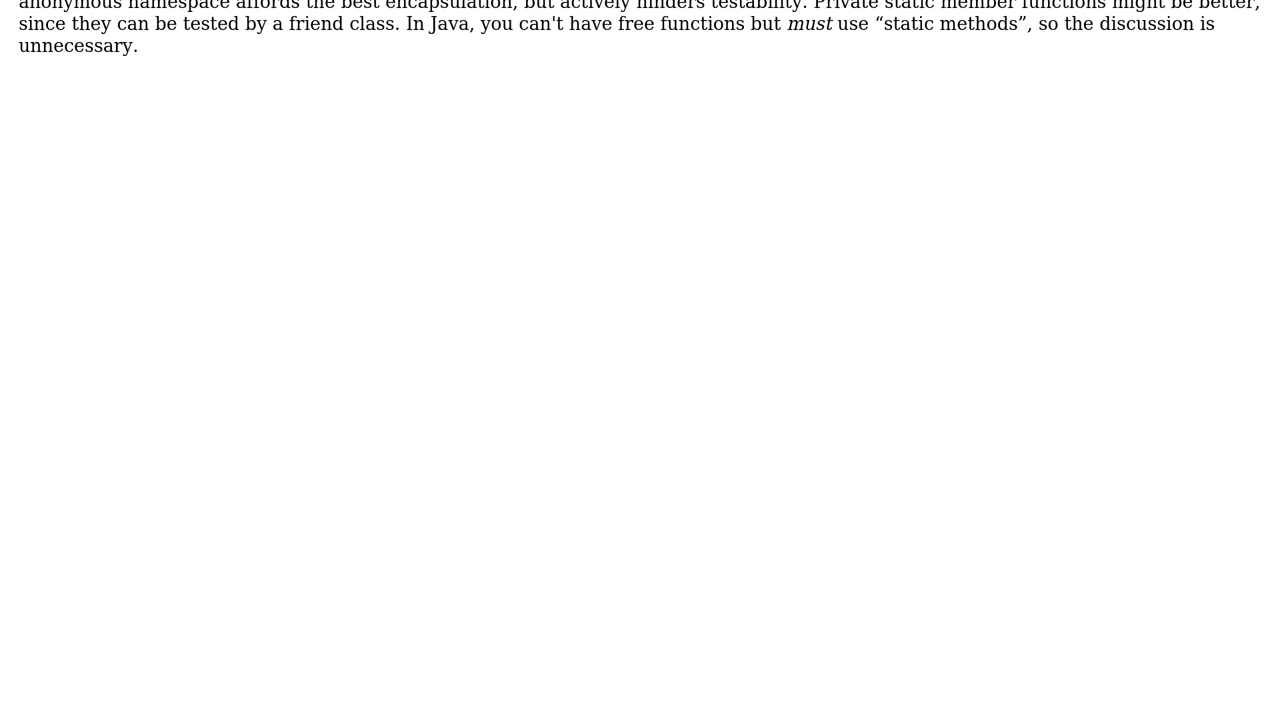 anonymous namespace affords the best encapsulation, but actively hinders testability. Private static member functions might be better,
since they can be tested by a friend class. In Java, you can't have free functions but must use “static methods”, so the discussion is
unnecessary.